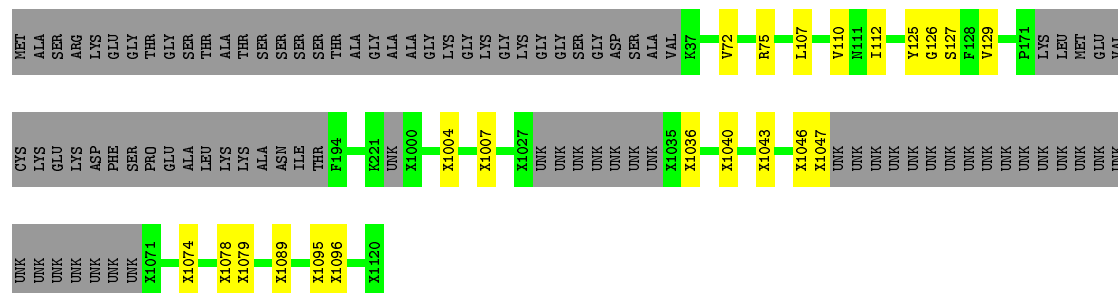 MET ALA SER ARG LYS GLU GLY THR GLY SER THR ALA THR SER SER SER SER THR ALA GLY ALA ALA GLY LYS GLY LYS GLY LYS GLY GLY SER GLY ASP SER ALA VAL K37 V72 R75 L107 V110 N111 I112 Y125 G126 S127 F128 V129 P171 LYS LEU MET GLU VAL
CYS LYS GLU LYS ASP PHE SER PRO GLU ALA LEU LYS LYS ALA ASN ILE THR F194 K221 UNK X1000 X1004 X1007 X1027 UNK UNK UNK UNK UNK UNK UNK X1035 X1036 X1040 X1043 X1046 X1047 UNK UNK UNK UNK UNK UNK UNK UNK UNK UNK UNK UNK UNK UNK UNK UNK
UNK UNK UNK UNK UNK UNK UNK X1071 X1074 X1078 X1079 X1089 X1095 X1096 X1120